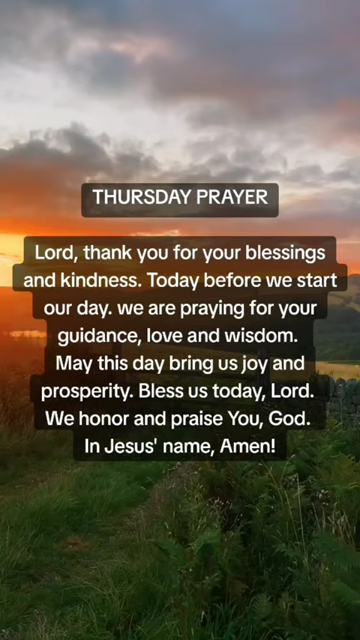 THURSDAY PRAYER
Lord, thank you for your blessings
and kindness. Today before we start
our day. we are praying for your
guidance, love and wisdom.
May this day bring us joy and
prosperity. Bless us today, Lord.
We honor and praise You, God.
In Jesus' name, Amen!